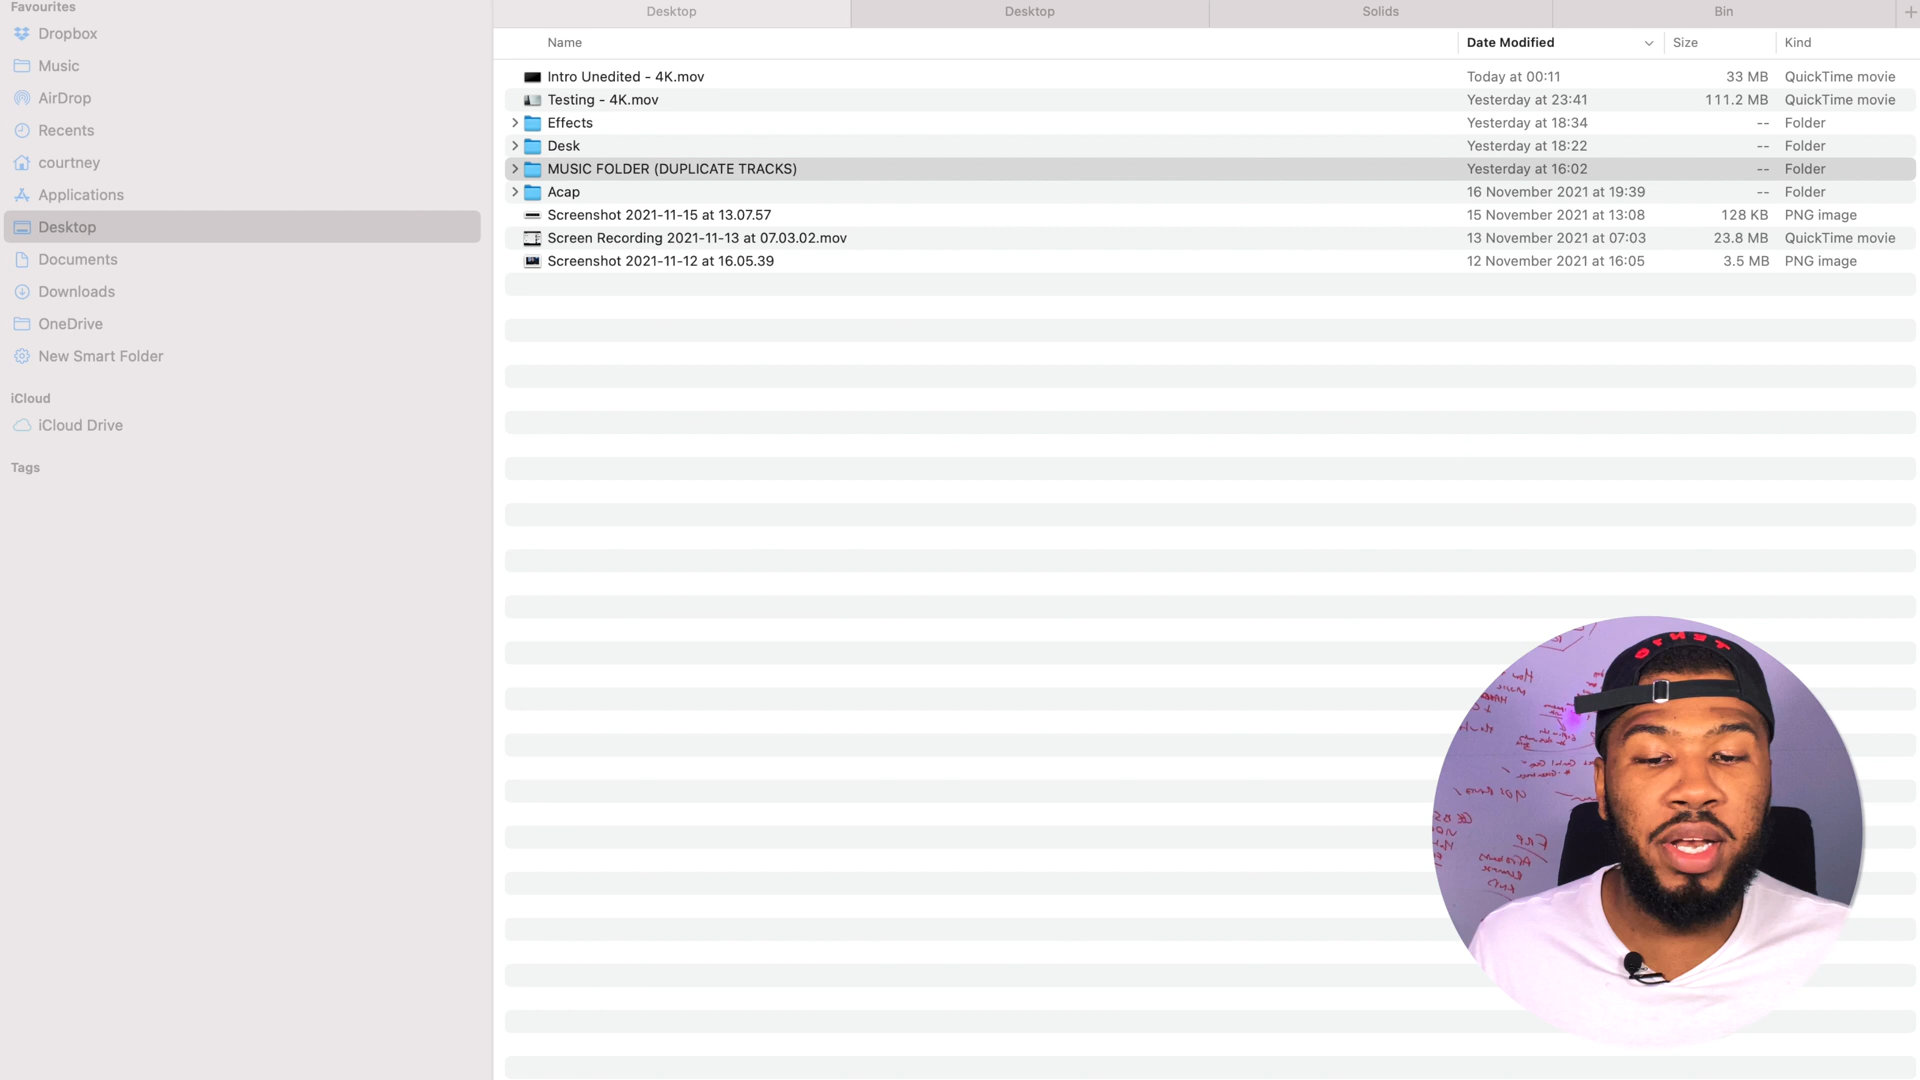 Favourites
Dropbox
Music
AirDrop
Recents
courtney
Applications
Desktop
Documents
Downloads
OneDrive
New Smart Folder
iCloud
iCloud Drive
Tags
Desktop Desktop Solids Bin
Name Date Modified Size Kind
Intro Unedited - 4K.mov Today at 00:11 33 MB QuickTime movie
Testing - 4K.mov Yesterday at 23:41 111.2 MB QuickTime movie
Effects Yesterday at 18:34 -- Folder
Desk Yesterday at 18:22 -- Folder
MUSIC FOLDER (DUPLICATE TRACKS) Yesterday at 16:02 -- Folder
Acap 16 November 2021 at 19:39 -- Folder
Screenshot 2021-11-15 at 13.07.57 15 November 2021 at 13:08 128 KB PNG image
Screen Recording 2021-11-13 at 07.03.02.mov 13 November 2021 at 07:03 23.8 MB QuickTime movie
Screenshot 2021-11-12 at 16.05.39 12 November 2021 at 16:05 3.5 MB PNG image